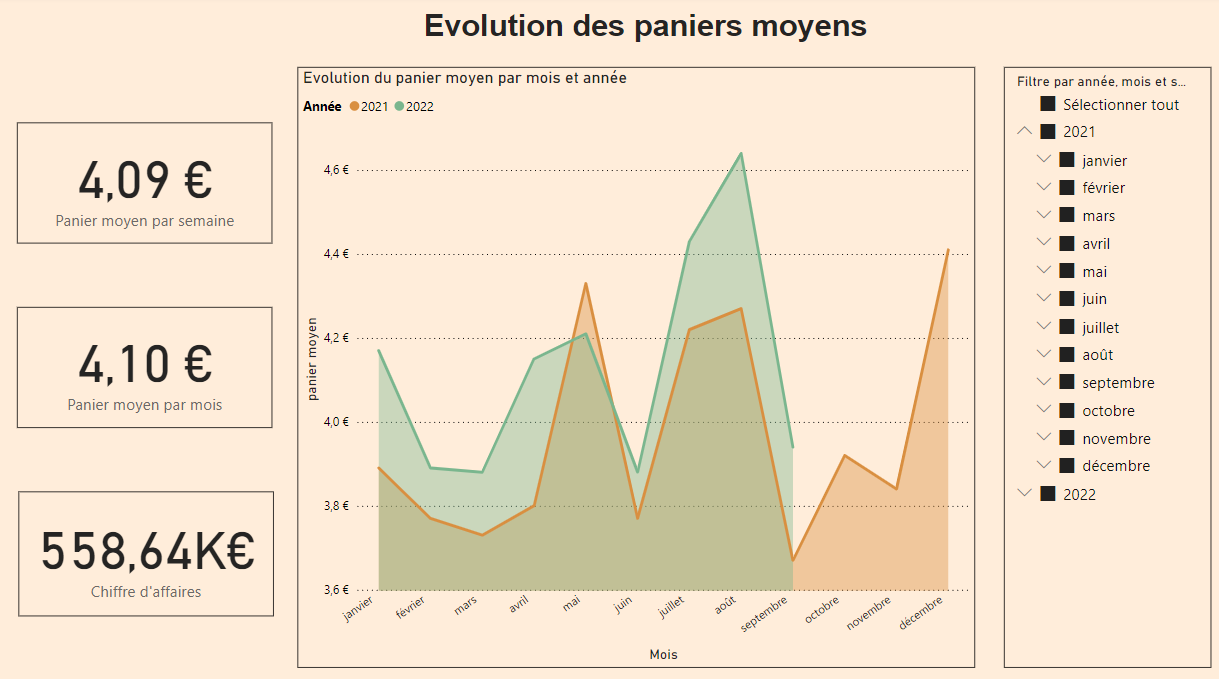 Evolution des paniers moyens
4,09 €
Panier moyen par semaine
4,10 €
Panier moyen par mois
558,64K€
Chiffre d'affaires
Evolution du panier moyen par mois et année
Année 2021 2022
4,6 €
4,4 €
4,2 €
4,0 €
3,8 €
3,6 €
panier moyen
janvier
février
mars
avril
mai
juin
juillet
août
septembre
octobre
novembre
décembre
Mois
Filtre par année, mois et s...
Sélectionner tout
2021
janvier
février
mars
avril
mai
juin
juillet
août
septembre
octobre
novembre
décembre
2022